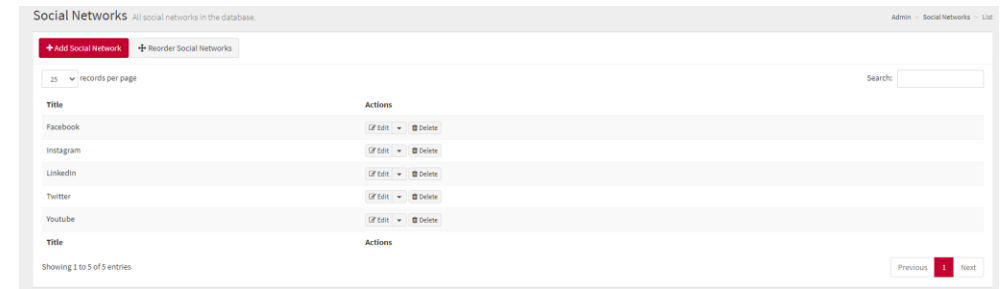 Social Networks All social networks in the database. Admin > Social Networks > List
Add Social Network Reorder Social Networks
25 records per page Search:
Title Actions
Facebook Edit Delete
Instagram Edit Delete
LinkedIn Edit Delete
Twitter Edit Delete
Youtube Edit Delete
Title Actions
Showing 1 to 5 of 5 entries Previous 1 Next